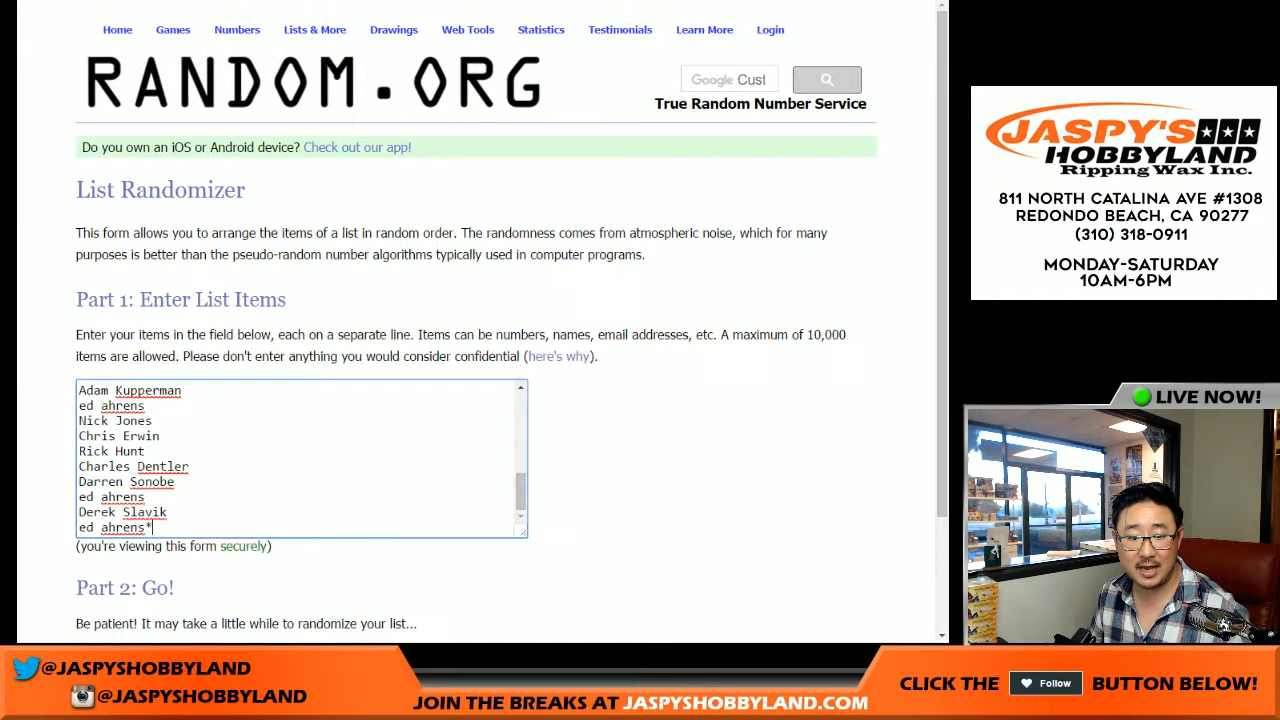 Home Games Numbers Lists & More Drawings Web Tools Statistics Testimonials Learn More Login
RANDOM.ORG
Google Cust
True Random Number Service
Do you own an iOS or Android device? Check out our app!
List Randomizer
This form allows you to arrange the items of a list in random order. The randomness comes from atmospheric noise, which for many
purposes is better than the pseudo-random number algorithms typically used in computer programs.
Part 1: Enter List Items
Enter your items in the field below, each on a separate line. Items can be numbers, names, email addresses, etc. A maximum of 10,000
items are allowed. Please don't enter anything you would consider confidential (here's why).
Adam Kupperman
ed ahrens
Nick Jones
Chris Erwin
Rick Hunt
Charles Dentler
Darren Sonobe
ed ahrens
Derek Slavik
ed ahrens*
(you're viewing this form securely)
Part 2: Go!
Be patient! It may take a little while to randomize your list...
JASPY'S
HOBBYLAND
Ripping Wax Inc.
811 NORTH CATALINA AVE #1308
REDONDO BEACH, CA 90277
(310) 318-0911
MONDAY-SATURDAY
10AM-6PM
LIVE NOW!
@JASPYSHOBBYLAND
@JASPYSHOBBYLAND
JOIN THE BREAKS AT JASPYSHOBBYLAND.COM
CLICK THE Follow BUTTON BELOW!